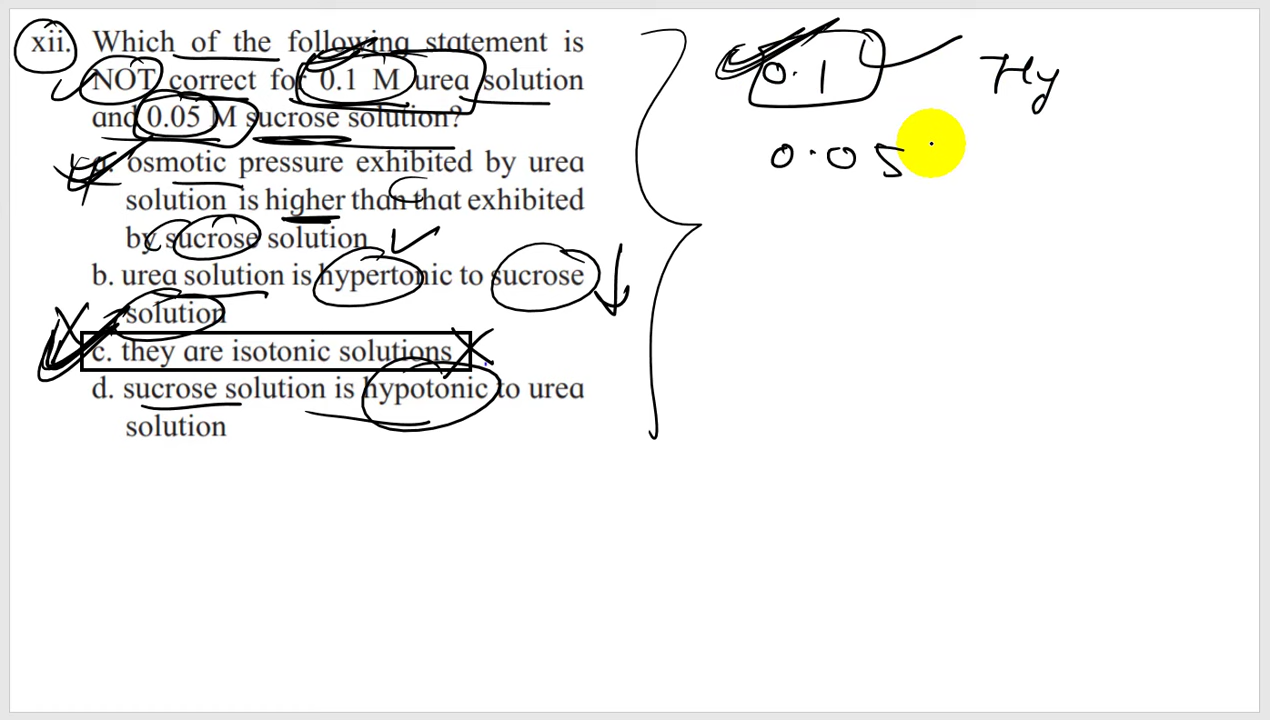 xii. Which of the following statement is
NOT correct for 0.1 M urea solution
and 0.05 M sucrose solution?
a. osmotic pressure exhibited by urea
solution is higher than that exhibited
by sucrose solution
b. urea solution is hypertonic to sucrose
solution
c. they are isotonic solutions
d. sucrose solution is hypotonic to urea
solution
0.1 Hy
0.05